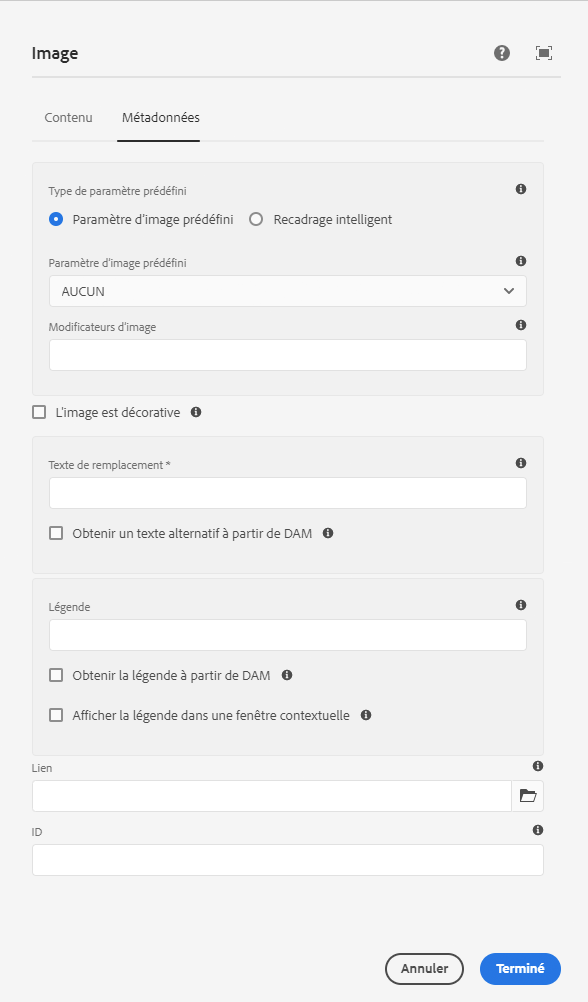 Image
Contenu Métadonnées
Type de paramètre prédéfini
Paramètre d'image prédéfini Recadrage intelligent
Paramètre d'image prédéfini
AUCUN
Modificateurs d'image
L'image est décorative
Texte de remplacement *
Obtenir un texte alternatif à partir de DAM
Légende
Obtenir la légende à partir de DAM
Afficher la légende dans une fenêtre contextuelle
Lien
ID
Annuler Terminé